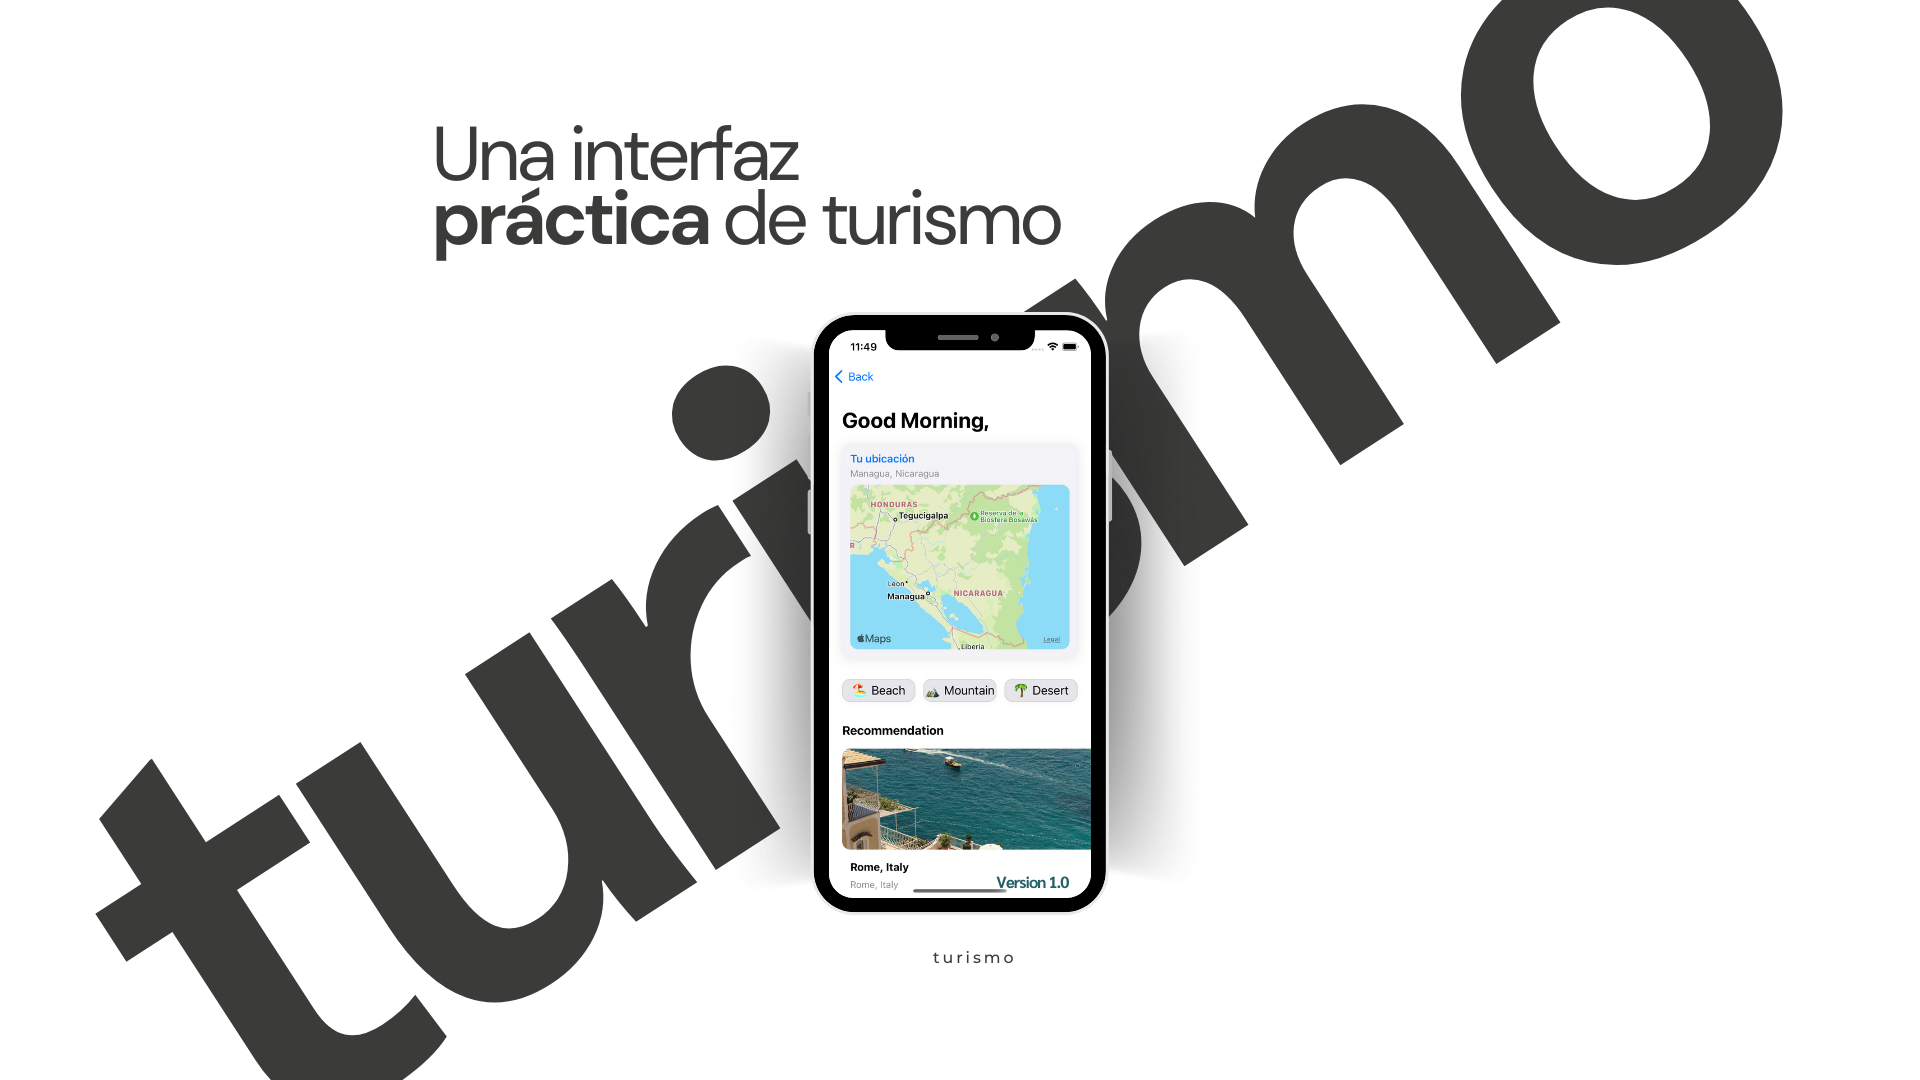 Una interfaz
práctica de turismo
turismo
11:49
Back
Good Morning,
Tu ubicación
Managua, Nicaragua
HONDURAS
Tegucigalpa
Reserva de la
Biosfera Bosawás
R
León
Managua
NICARAGUA
Maps
Legal
Liberia
Beach
Mountain
Desert
Recommendation
Rome, Italy
Rome, Italy
Version 1.0
turismo